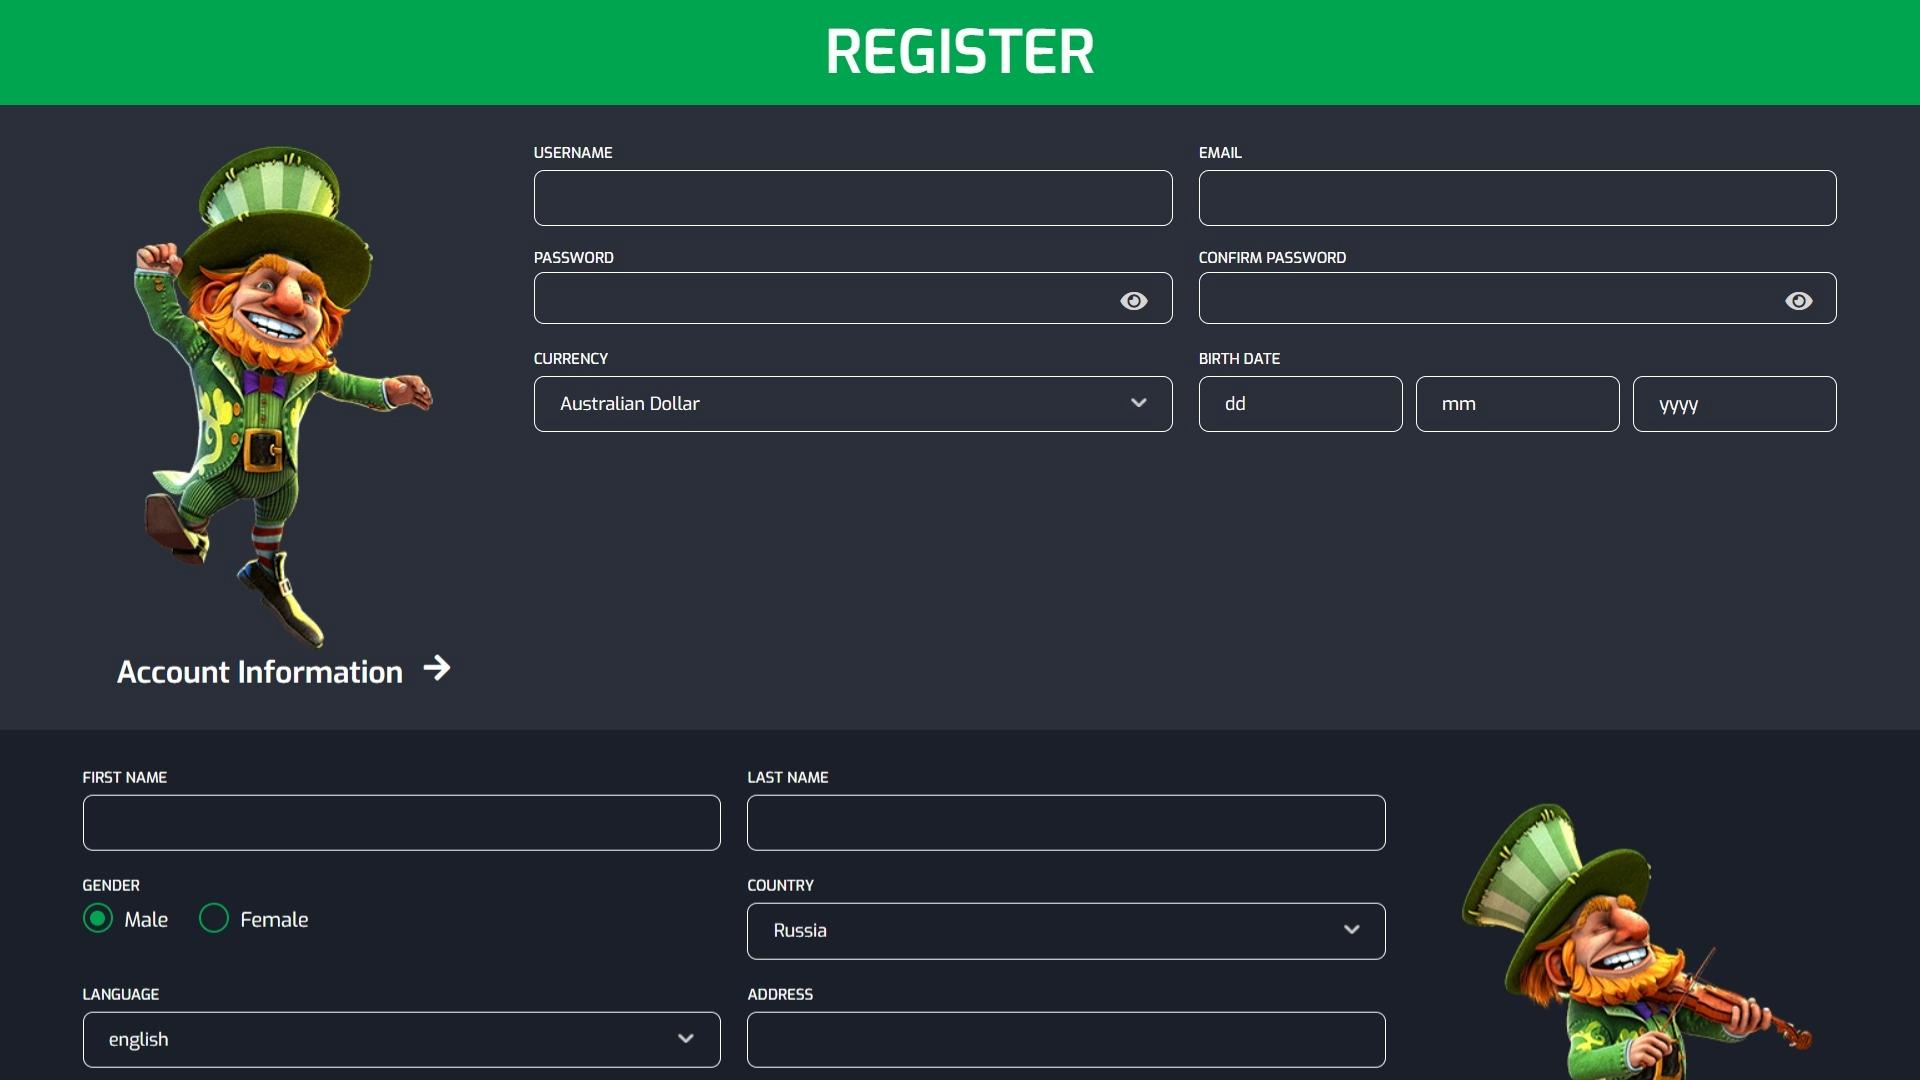 REGISTER
USERNAME
EMAIL
PASSWORD
CONFIRM PASSWORD
CURRENCY
BIRTH DATE
Australian Dollar
dd
mm
yyyy
Account Information
FIRST NAME
LAST NAME
GENDER
COUNTRY
Male
Female
Russia
LANGUAGE
ADDRESS
english